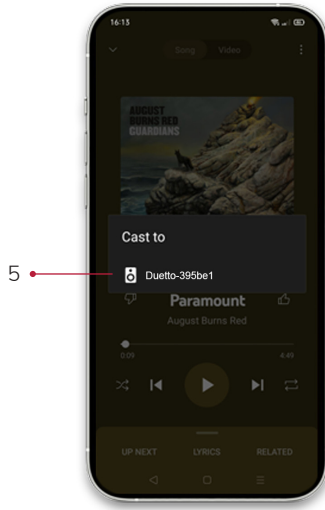 16:13
Song Video
AUGUST
BURNS RED
GUARDIANS
Cast to
5
Duetto-395be1
Paramount
August Burns Red
0:09 4:49
UP NEXT LYRICS RELATED